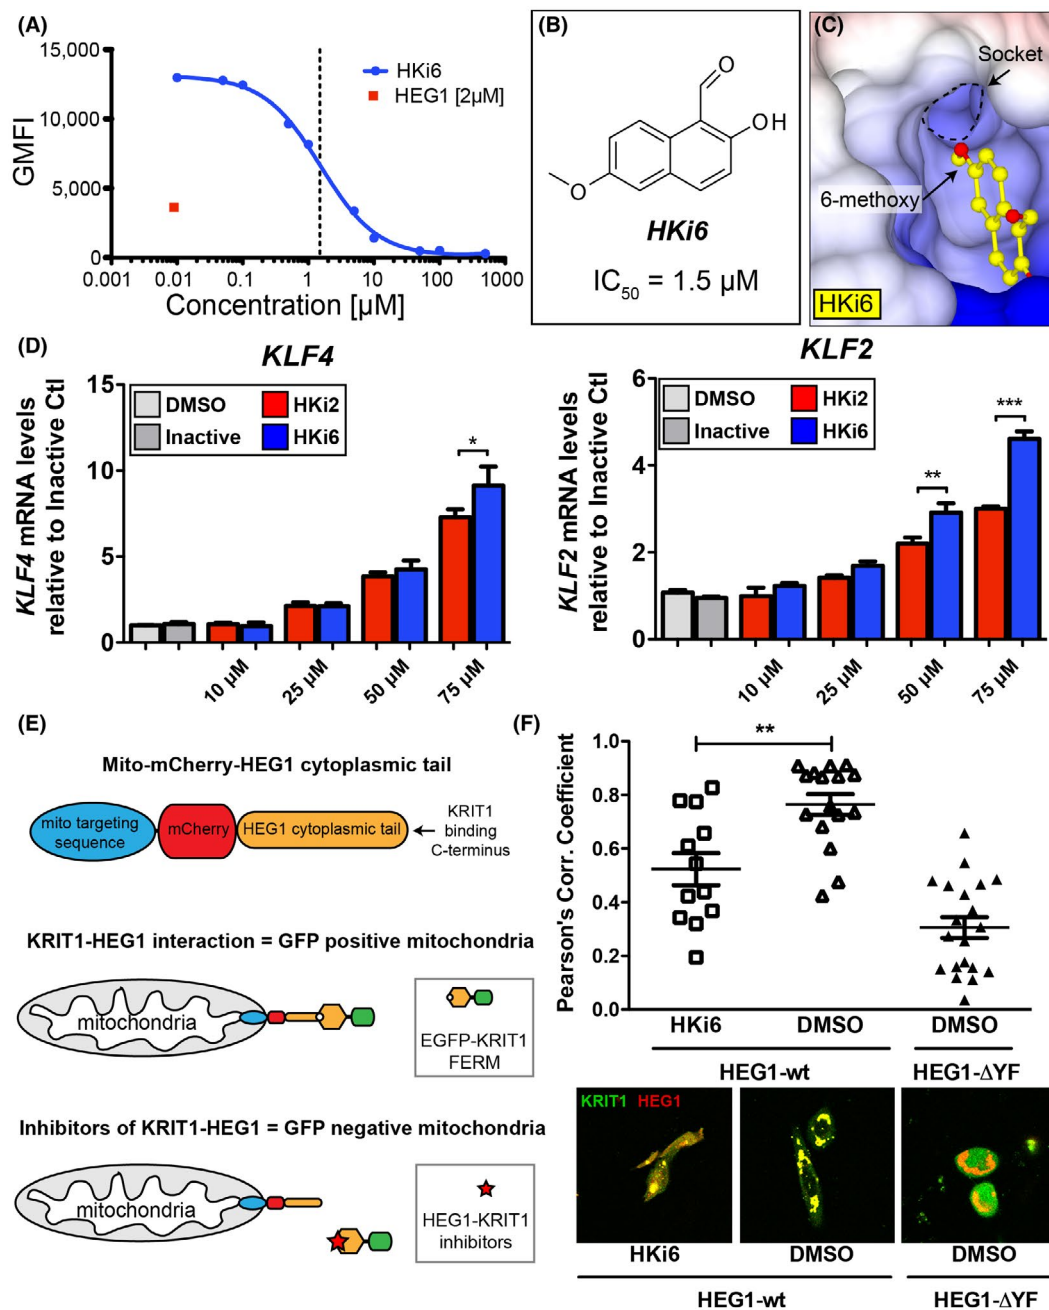 (A)
15,000
10,000
5,000
0
GMFI
HKi6
HEG1 [2µM]
0.001
0.01
0.1
1
10
100
1000
Concentration [µM]
(B)
O
OH
O
HKi6
IC50 = 1.5 µM
(C)
Socket
6-methoxy
HKi6
(D)
KLF4
KLF4 mRNA levels
relative to Inactive Ctl
15
10
5
0
DMSO
HKi2
Inactive
HKi6
*
10 µM
25 µM
50 µM
75 µM
KLF2
KLF2 mRNA levels
relative to Inactive Ctl
6
4
2
0
DMSO
HKi2
Inactive
HKi6
**
***
10 µM
25 µM
50 µM
75 µM
(E)
Mito-mCherry-HEG1 cytoplasmic tail
mito targeting
sequence
mCherry
HEG1 cytoplasmic tail
KRIT1
binding
C-terminus
KRIT1-HEG1 interaction = GFP positive mitochondria
mitochondria
EGFP-KRIT1
FERM
Inhibitors of KRIT1-HEG1 = GFP negative mitochondria
mitochondria
HEG1-KRIT1
inhibitors
(F)
Pearson's Corr. Coefficient
1.0
0.8
0.6
0.4
0.2
0.0
**
HKi6
DMSO
DMSO
HEG1-wt
HEG1-ΔYF
KRIT1 HEG1
HKi6
DMSO
DMSO
HEG1-wt
HEG1-ΔYF